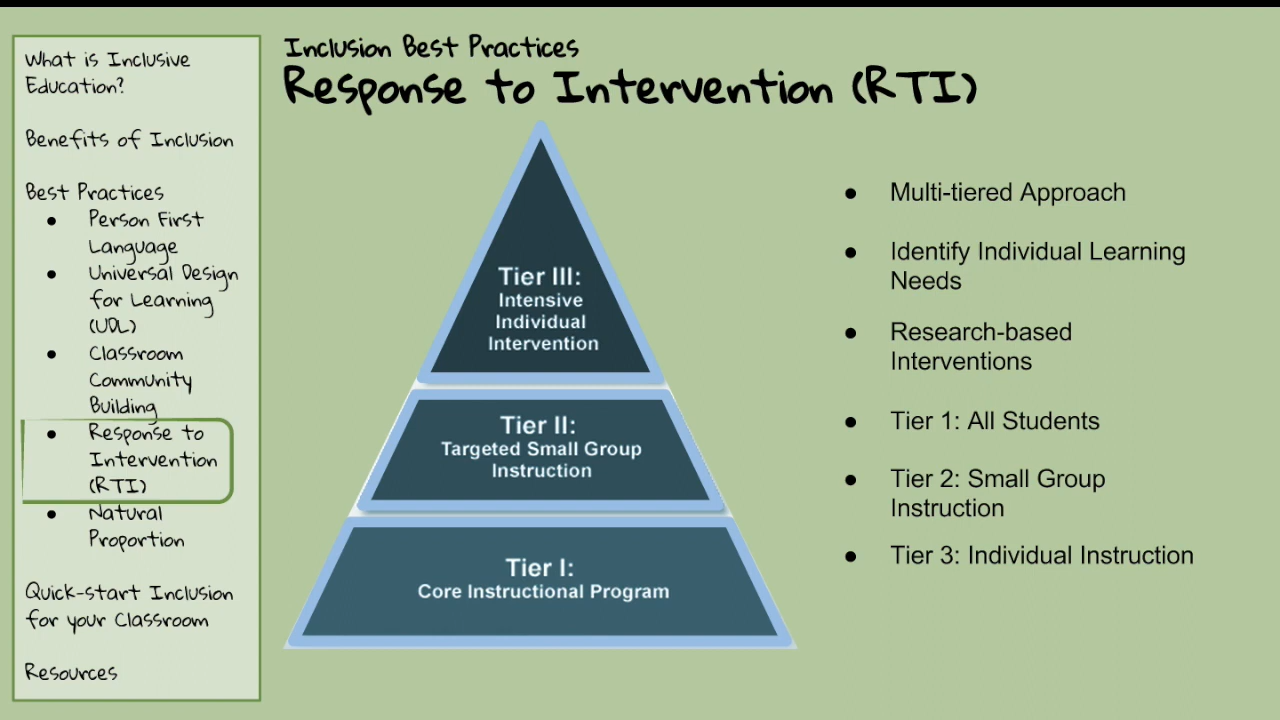 What is Inclusive
Education?
Benefits of Inclusion
Best Practices
● Person First
Language
● Universal Design
for Learning
(UDL)
● Classroom
Community
Building
● Response to
Intervention
(RTI)
● Natural
Proportion
Quick-start Inclusion
for your Classroom
Resources
Inclusion Best Practices
Response to Intervention (RTI)
Tier III:
Intensive
Individual
Intervention
Tier II:
Targeted Small Group
Instruction
Tier I:
Core Instructional Program
● Multi-tiered Approach
● Identify Individual Learning
Needs
● Research-based
Interventions
● Tier 1: All Students
● Tier 2: Small Group
Instruction
● Tier 3: Individual Instruction